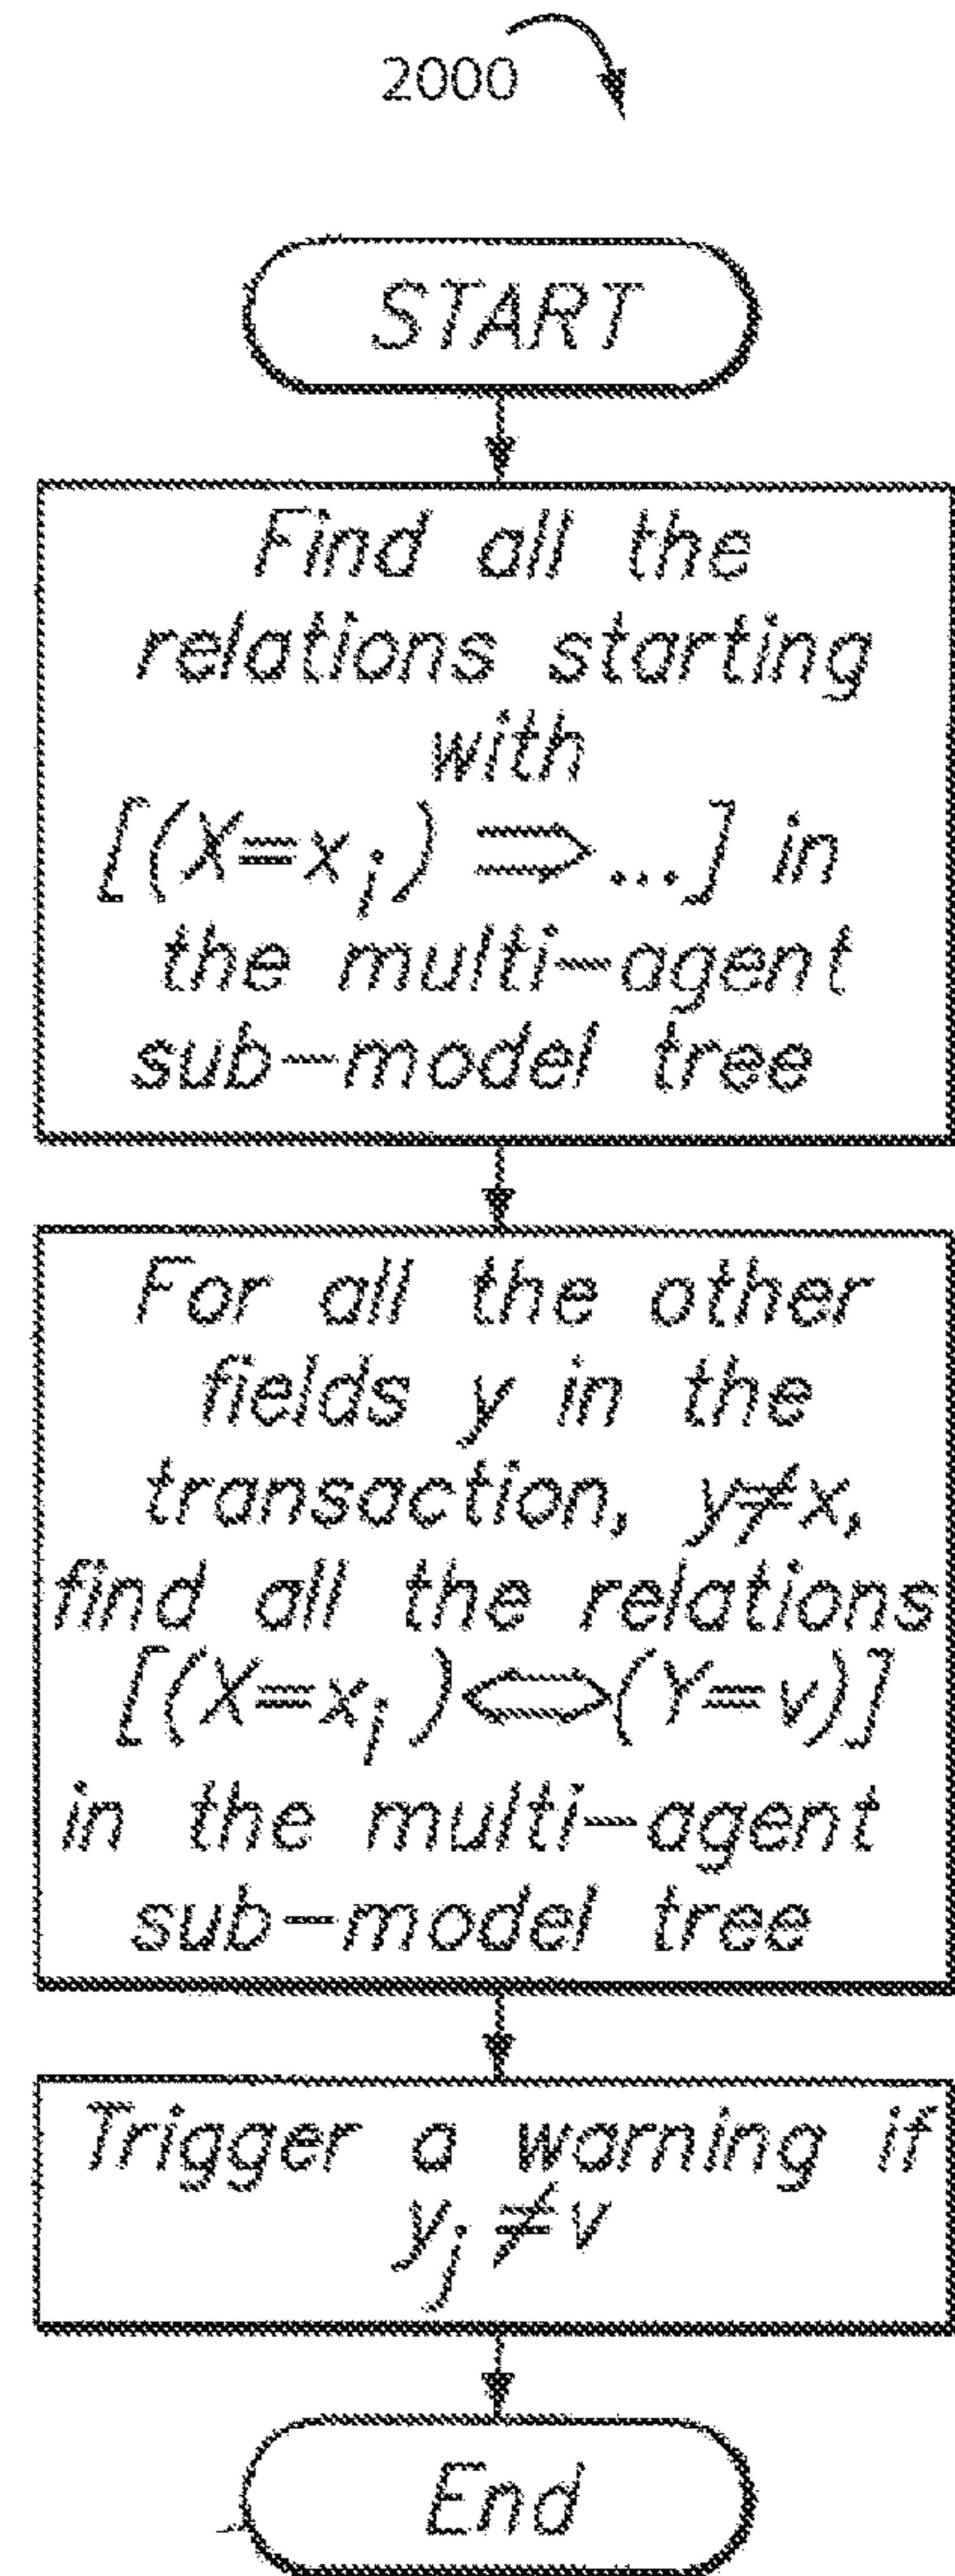 2000
START
Find all the
relations starting
with
[(X=x_i) ⇒...] in
the multi-agent
sub-model tree
For all the other
fields y in the
transaction, y≠x,
find all the relations
[(X=x_i)⇔(Y=v)]
in the multi-agent
sub-model tree
Trigger a warning if
y_j≠v
End